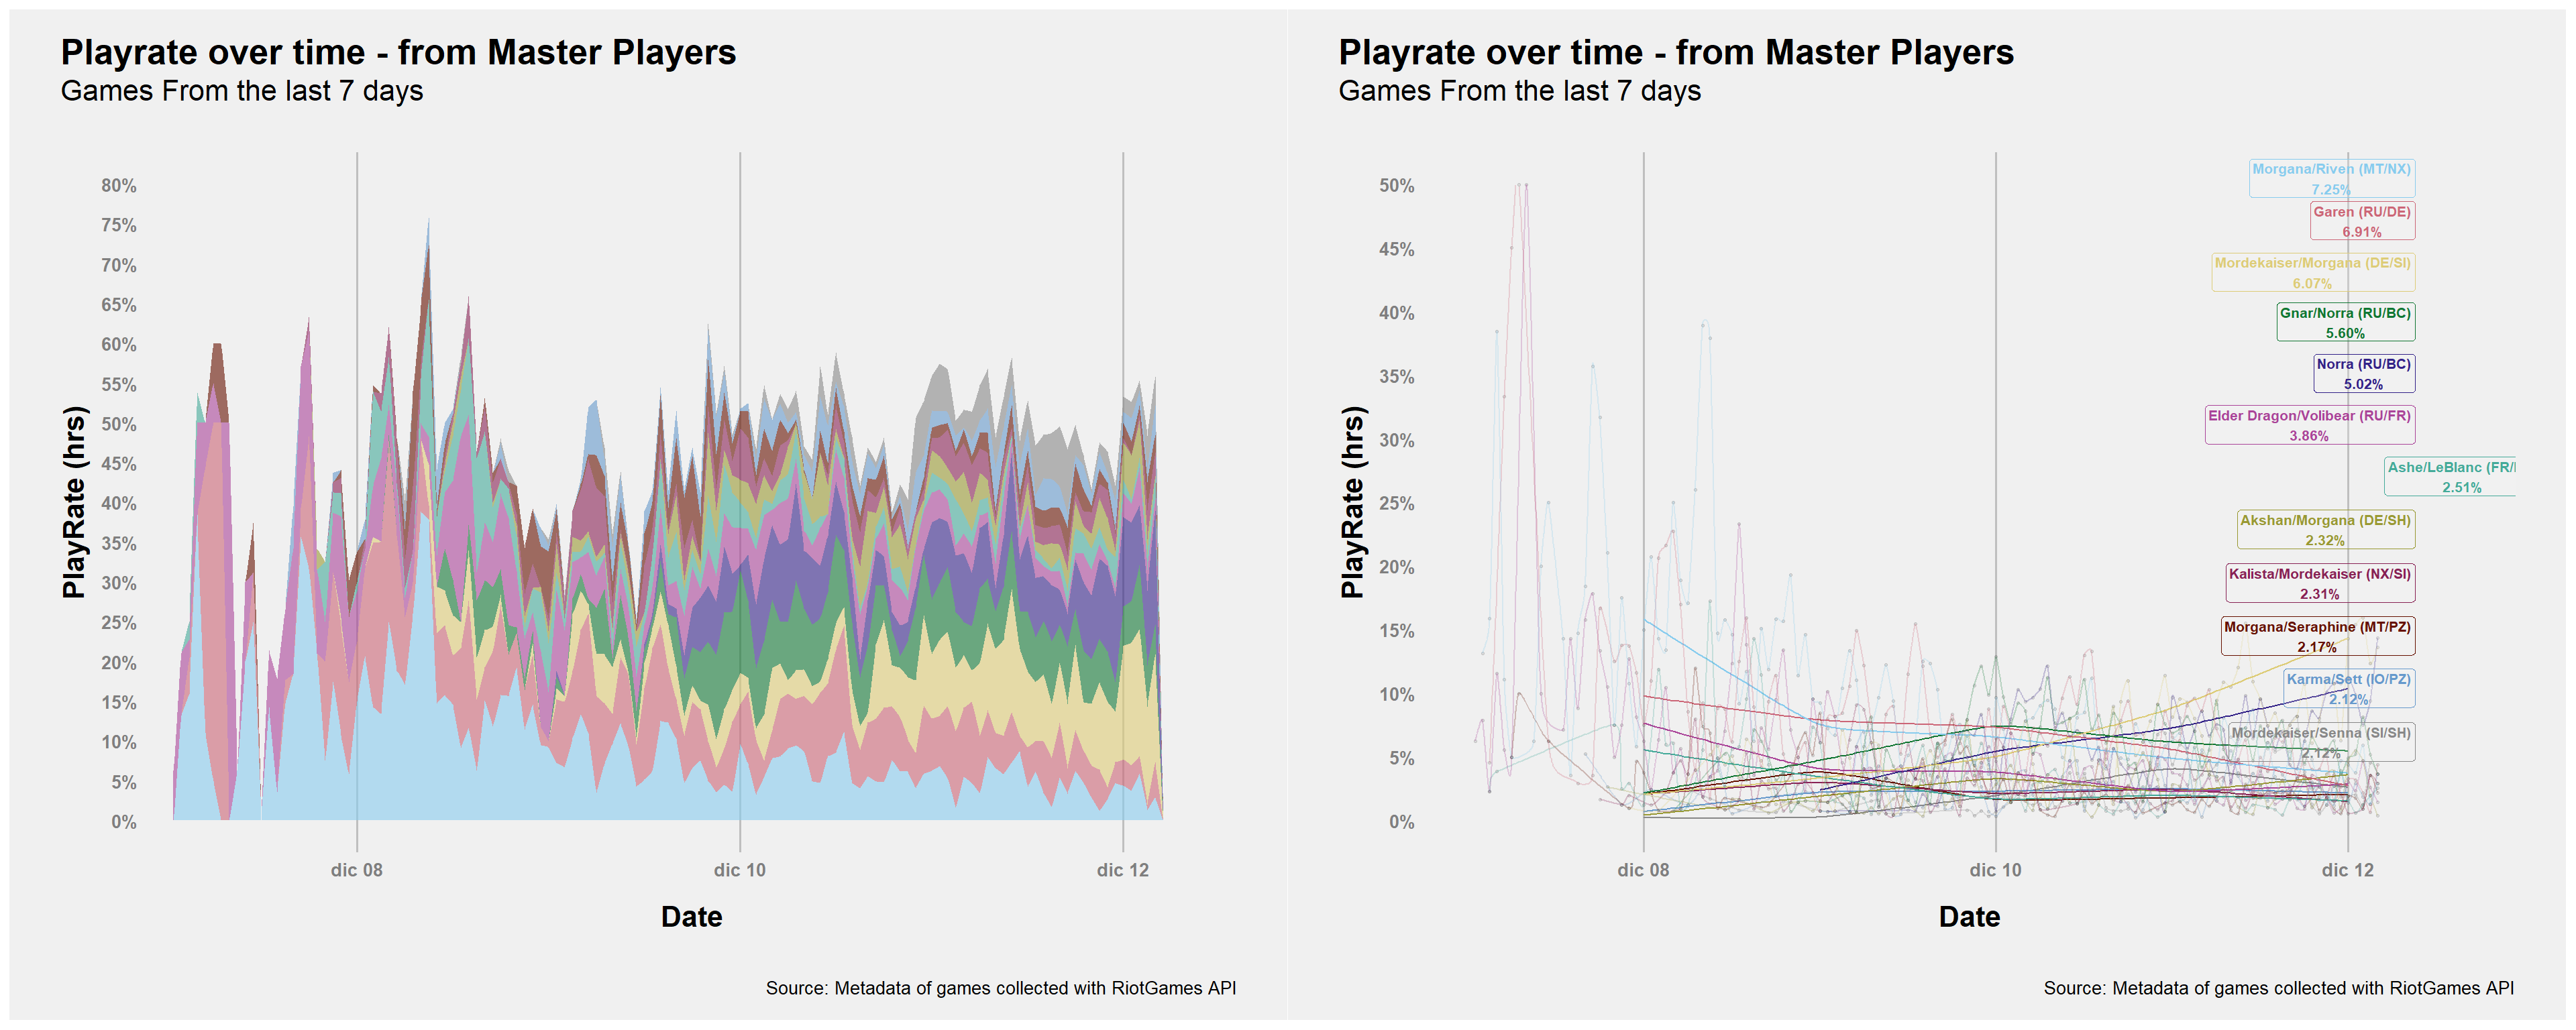 Playrate over time - from Master Players
Games From the last 7 days
80%
75%
70%
65%
60%
55%
50%
45%
40%
35%
30%
25%
20%
15%
10%
5%
0%
PlayRate (hrs)
dic 08
dic 10
dic 12
Date
Source: Metadata of games collected with RiotGames API
Playrate over time - from Master Players
Games From the last 7 days
50%
45%
40%
35%
30%
25%
20%
15%
10%
5%
0%
PlayRate (hrs)
Morgana/Riven (MT/NX)
7.25%
Garen (RU/DE)
6.91%
Mordekaiser/Morgana (DE/SI)
6.07%
Gnar/Norra (RU/BC)
5.60%
Norra (RU/BC)
5.02%
Elder Dragon/Volibear (RU/FR)
3.86%
Ashe/LeBlanc (FR/
2.51%
Akshan/Morgana (DE/SH)
2.32%
Kalista/Mordekaiser (NX/SI)
2.31%
Morgana/Seraphine (MT/PZ)
2.17%
Karma/Sett (IO/PZ)
2.12%
Mordekaiser/Senna (SI/SH)
2.12%
dic 08
dic 10
dic 12
Date
Source: Metadata of games collected with RiotGames API